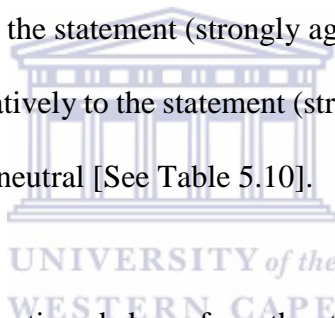 the statement (strongly ag
atively to the statement (str
neutral [See Table 5.10].
UNIVERSITY of the
WESTERN CAPE